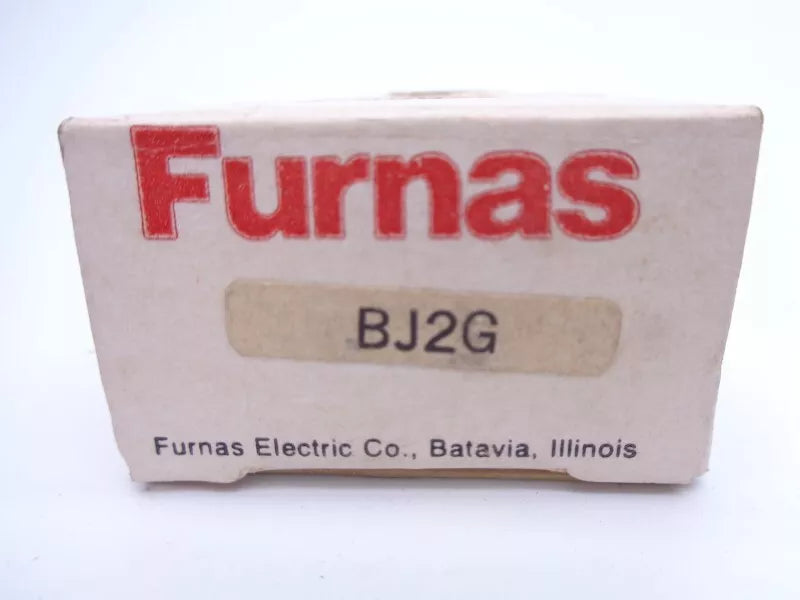 Furnas
BJ2G
Furnas Electric Co., Batavia, Illinois